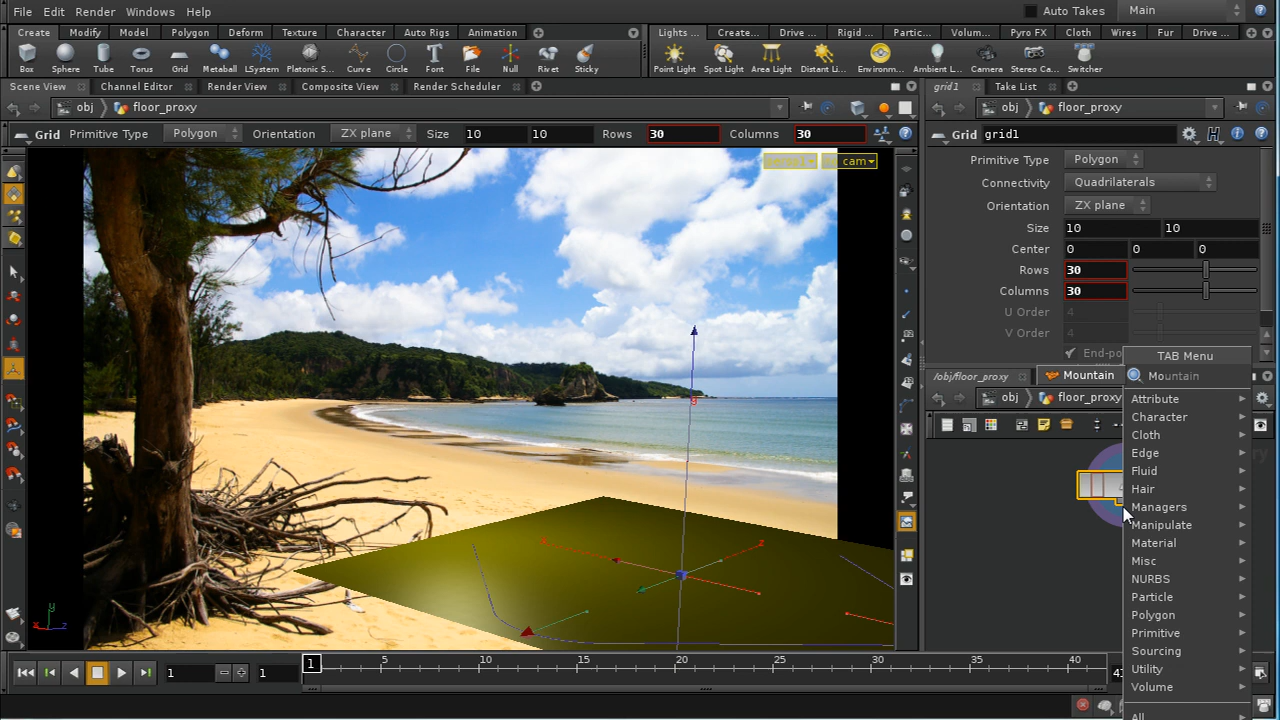 File Edit Render Windows Help Auto Takes Main
Create Modify Model Polygon Deform Texture Character Auto Rigs Animation Lights ... Create... Drive ... Rigid ... Partic... Volum... Pyro FX Cloth Wires Fur Drive ...
Box Sphere Tube Torus Grid Metaball LSystem Platonic S... Curve Circle Font File Null Rivet Sticky Point Light Spot Light Area Light Distant Li... Environm... Ambient L... Camera Stereo Ca... Switcher
Scene View Channel Editor Render View Composite View Render Scheduler grid1 Take List
obj floor_proxy obj floor_proxy
Grid Primitive Type Polygon Orientation ZX plane Size 10 10 Rows 30 Columns 30 Grid grid1
cam
Primitive Type Polygon
Connectivity Quadrilaterals
Orientation ZX plane
Size 10 10
Center 0 0 0
Rows 30
Columns 30
U Order 4
V Order 4
End-po
TAB Menu
/obj/floor_proxy Mountain Mountain
obj floor_proxy
Attribute
Character
Cloth
Edge
Fluid
Hair
Managers
Manipulate
Material
Misc
NURBS
Particle
Polygon
Primitive
Sourcing
Utility
Volume
All
y
x z
z
1 1 1 5 10 15 20 25 30 35 40